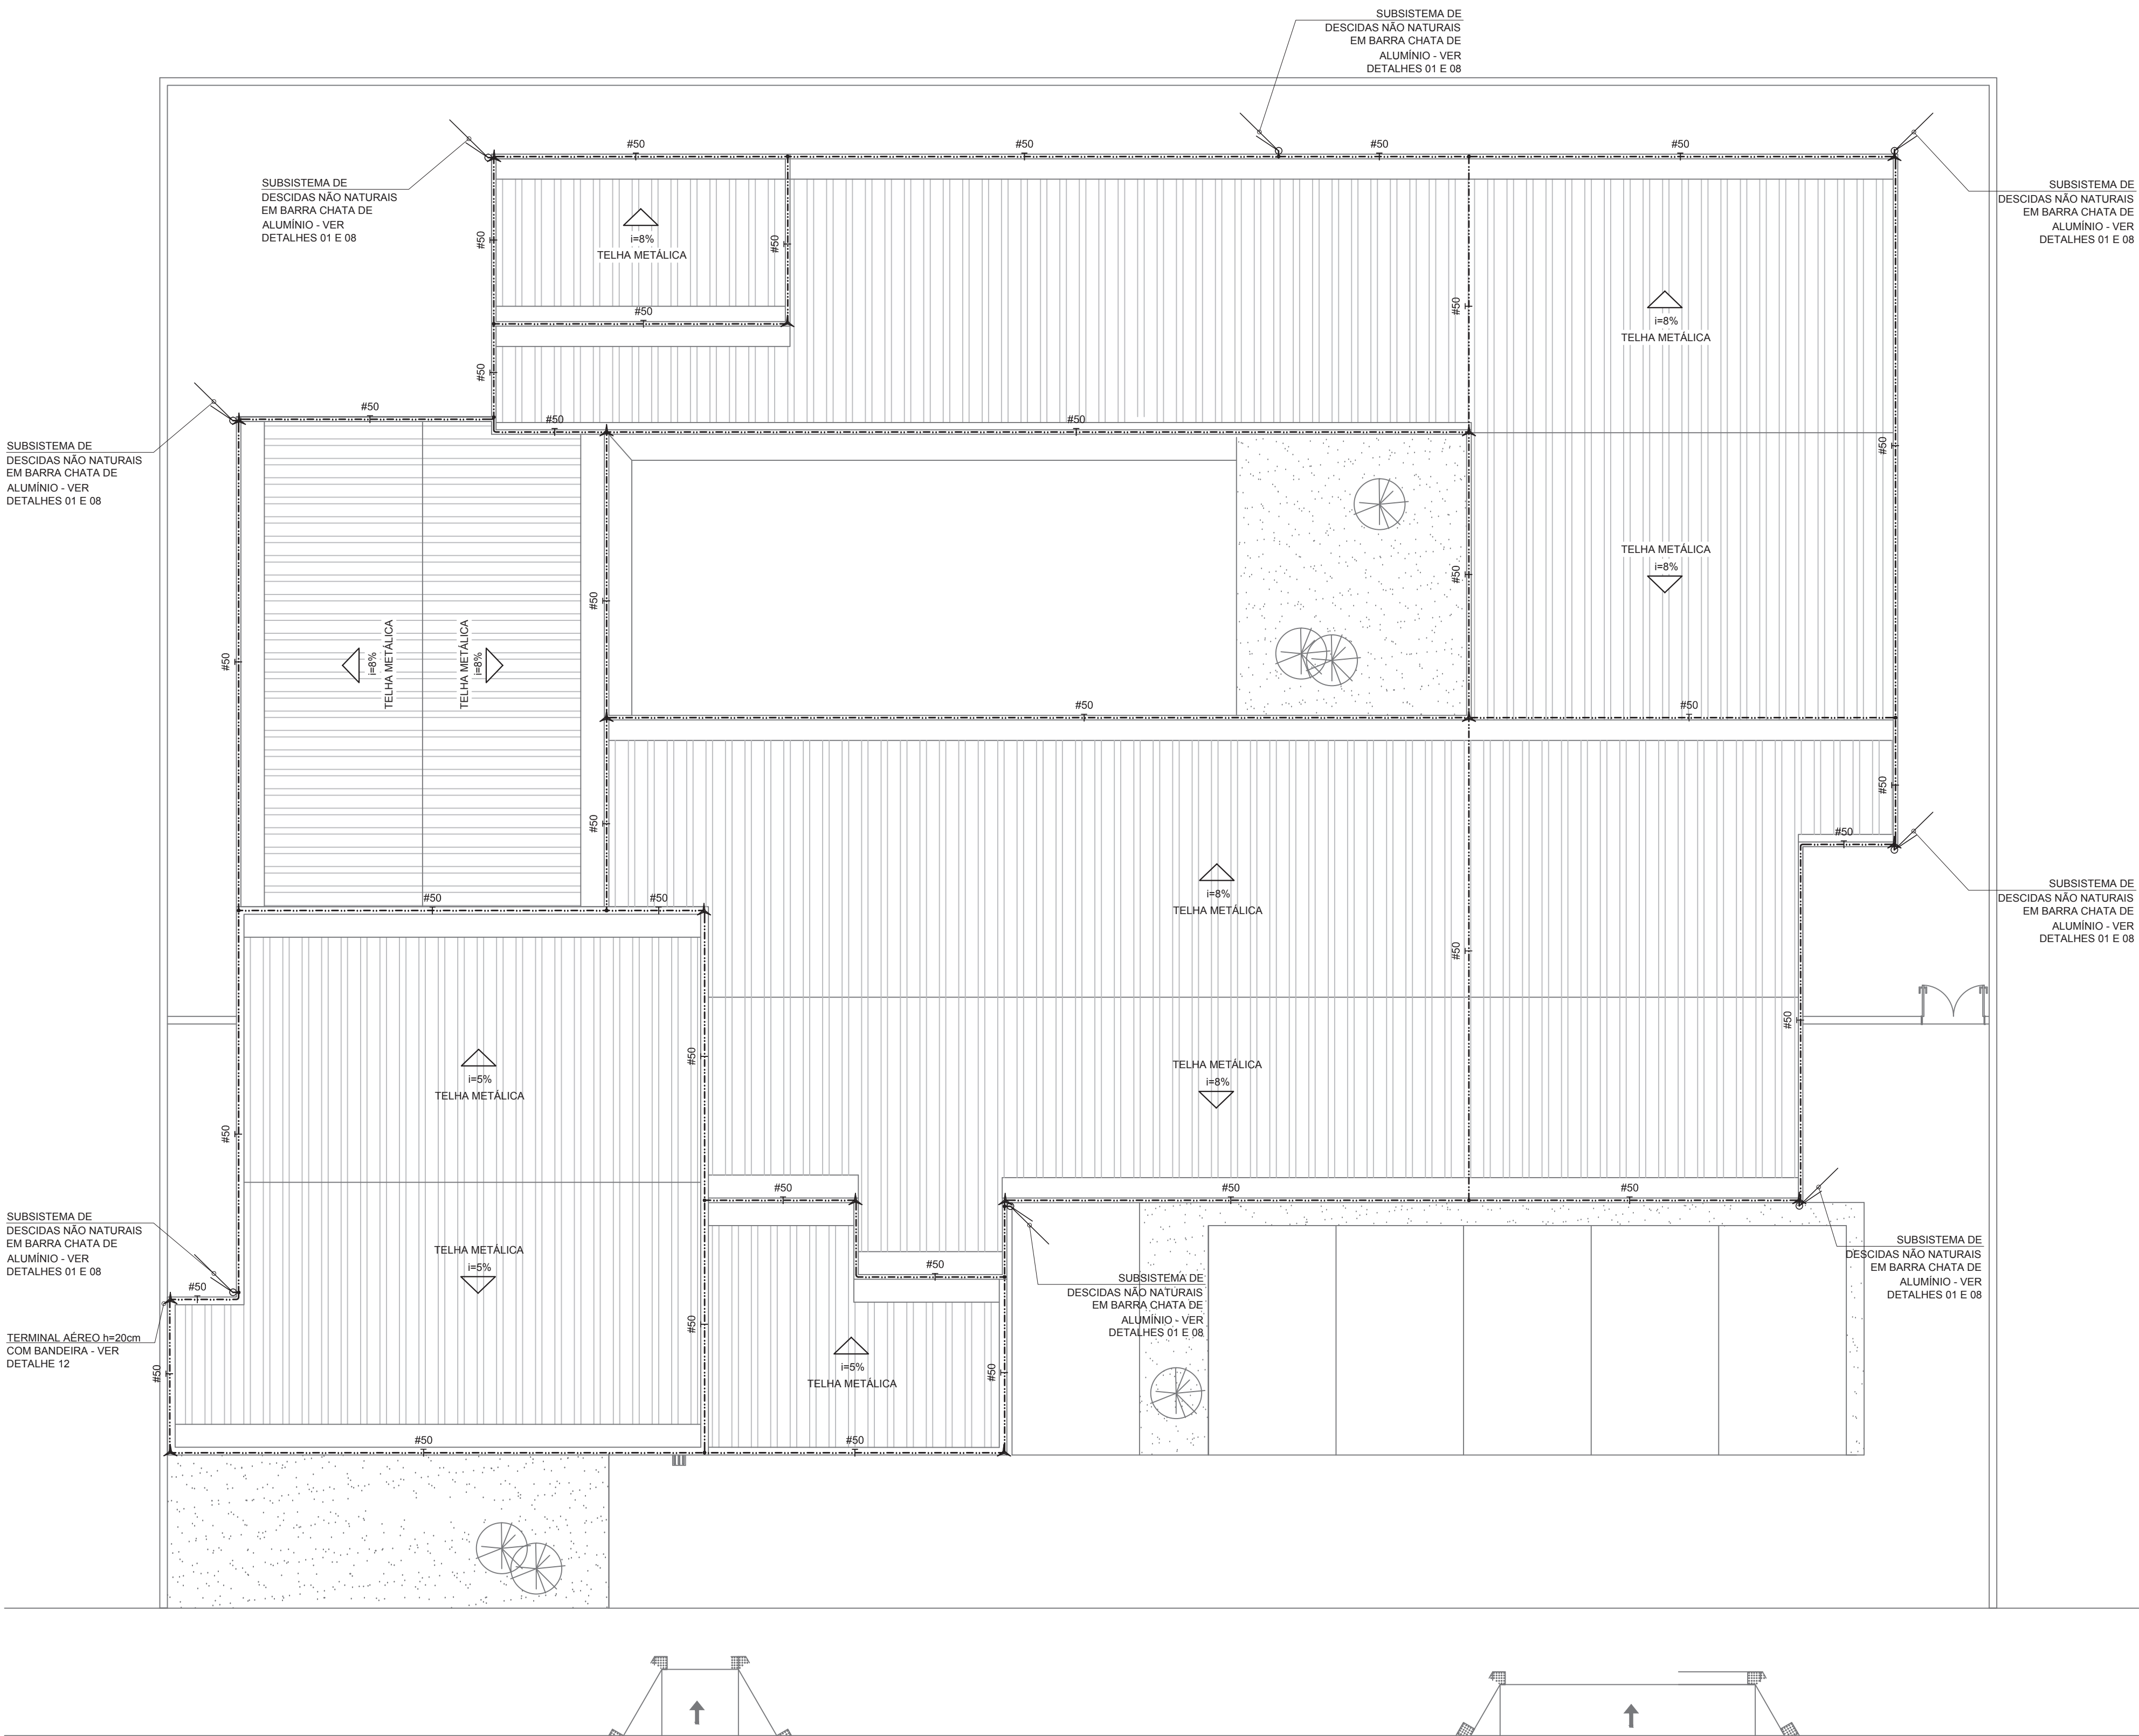 SUBSISTEMA DE
DESCIDAS NÃO NATURAIS
EM BARRA CHATA DE
ALUMÍNIO - VER
DETALHES 01 E 08
#50
#50
#50
#50
SUBSISTEMA DE
DESCIDAS NÃO NATURAIS
EM BARRA CHATA DE
ALUMÍNIO - VER
DETALHES 01 E 08
SUBSISTEMA DE
DESCIDAS NÃO NATURAIS
EM BARRA CHATA DE
ALUMÍNIO - VER
DETALHES 01 E 08
#50
i=8%
TELHA METÁLICA
#50
#50
#50
i=8%
TELHA METÁLICA
#50
#50
#50
#50
#50
SUBSISTEMA DE
DESCIDAS NÃO NATURAIS
EM BARRA CHATA DE
ALUMÍNIO - VER
DETALHES 01 E 08
TELHA METÁLICA
i=8%
#50
#50
#50
i=8%
TELHA METÁLICA
TELHA METÁLICA
i=8%
#50
#50
#50
#50
#50
#50
SUBSISTEMA DE
DESCIDAS NÃO NATURAIS
EM BARRA CHATA DE
ALUMÍNIO - VER
DETALHES 01 E 08
i=8%
TELHA METÁLICA
#50
#50
#50
#50
#50
i=5%
TELHA METÁLICA
TELHA METÁLICA
i=8%
#50
#50
#50
#50
SUBSISTEMA DE
DESCIDAS NÃO NATURAIS
EM BARRA CHATA DE
ALUMÍNIO - VER
DETALHES 01 E 08
TELHA METÁLICA
i=5%
#50
#50
SUBSISTEMA DE
DESCIDAS NÃO NATURAIS
EM BARRA CHATA DE
ALUMÍNIO - VER
DETALHES 01 E 08
SUBSISTEMA DE
DESCIDAS NÃO NATURAIS
EM BARRA CHATA DE
ALUMÍNIO - VER
DETALHES 01 E 08
TERMINAL AÉREO h=20cm
COM BANDEIRA - VER
DETALHE 12
#50
#50
i=5%
TELHA METÁLICA
#50
#50
#50